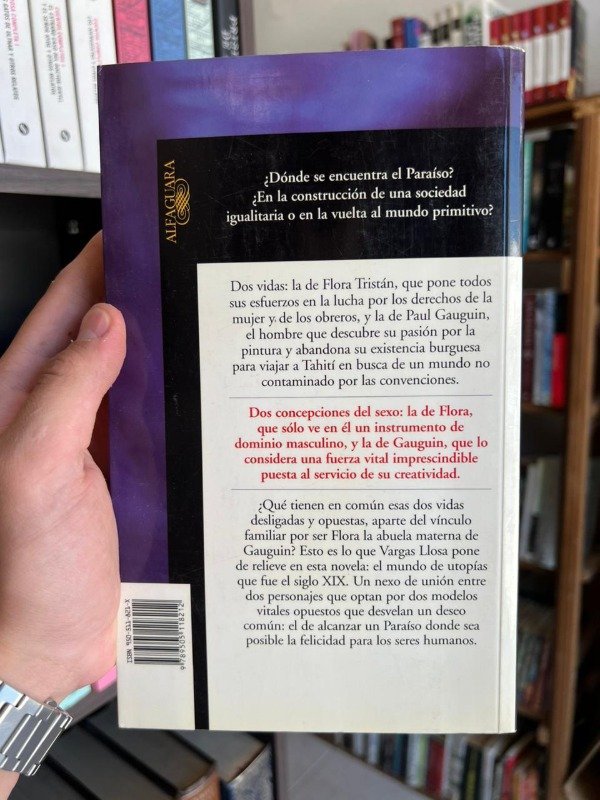 ¿Dónde se encuentra el Paraíso?
¿En la construcción de una sociedad
igualitaria o en la vuelta al mundo primitivo?
ALFAGUARA
Dos vidas: la de Flora Tristán, que pone todos
sus esfuerzos en la lucha por los derechos de la
mujer y de los obreros, y la de Paul Gauguin,
el hombre que descubre su pasión por la
pintura y abandona su existencia burguesa
para viajar a Tahití en busca de un mundo no
contaminado por las convenciones.
Dos concepciones del sexo: la de Flora,
que sólo ve en él un instrumento de
dominio masculino, y la de Gauguin, que lo
considera una fuerza vital imprescindible
puesta al servicio de su creatividad.
¿Qué tienen en común esas dos vidas
desligadas y opuestas, aparte del vínculo
familiar por ser Flora la abuela materna de
Gauguin? Esto es lo que Vargas Llosa pone
de relieve en esta novela: el mundo de utopías
que fue el siglo XIX. Un nexo de unión entre
dos personajes que optan por dos modelos
vitales opuestos que desvelan un deseo
común: el de alcanzar un Paraíso donde sea
posible la felicidad para los seres humanos.
ISBN 950-511-821-X
9 789505 118212